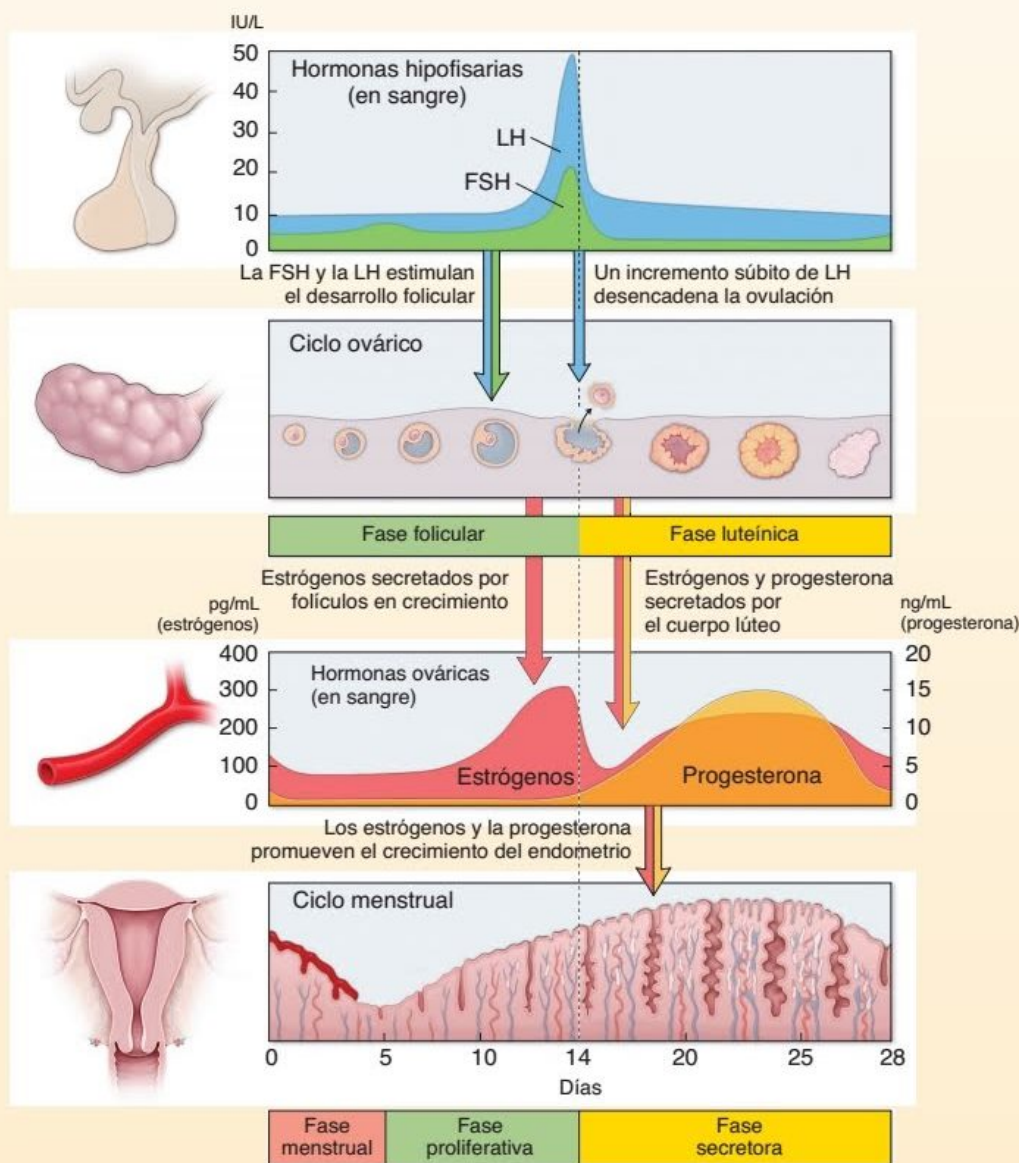 IU/L
50
40
30
20
10
0
Hormonas hipofisarias
(en sangre)
LH
FSH
La FSH y la LH estimulan
el desarrollo folicular
Un incremento súbito de LH
desencadena la ovulación
Ciclo ovárico
Fase folicular
Fase luteínica
Estrógenos secretados por
folículos en crecimiento
Estrógenos y progesterona
secretados por
el cuerpo lúteo
pg/mL
(estrógenos)
ng/mL
(progesterona)
400
300
200
100
0
Hormonas ováricas
(en sangre)
Estrógenos
Progesterona
20
15
10
5
0
Los estrógenos y la progesterona
promueven el crecimiento del endometrio
Ciclo menstrual
0 5 10 14 20 25 28
Días
Fase
menstrual
Fase
proliferativa
Fase
secretora